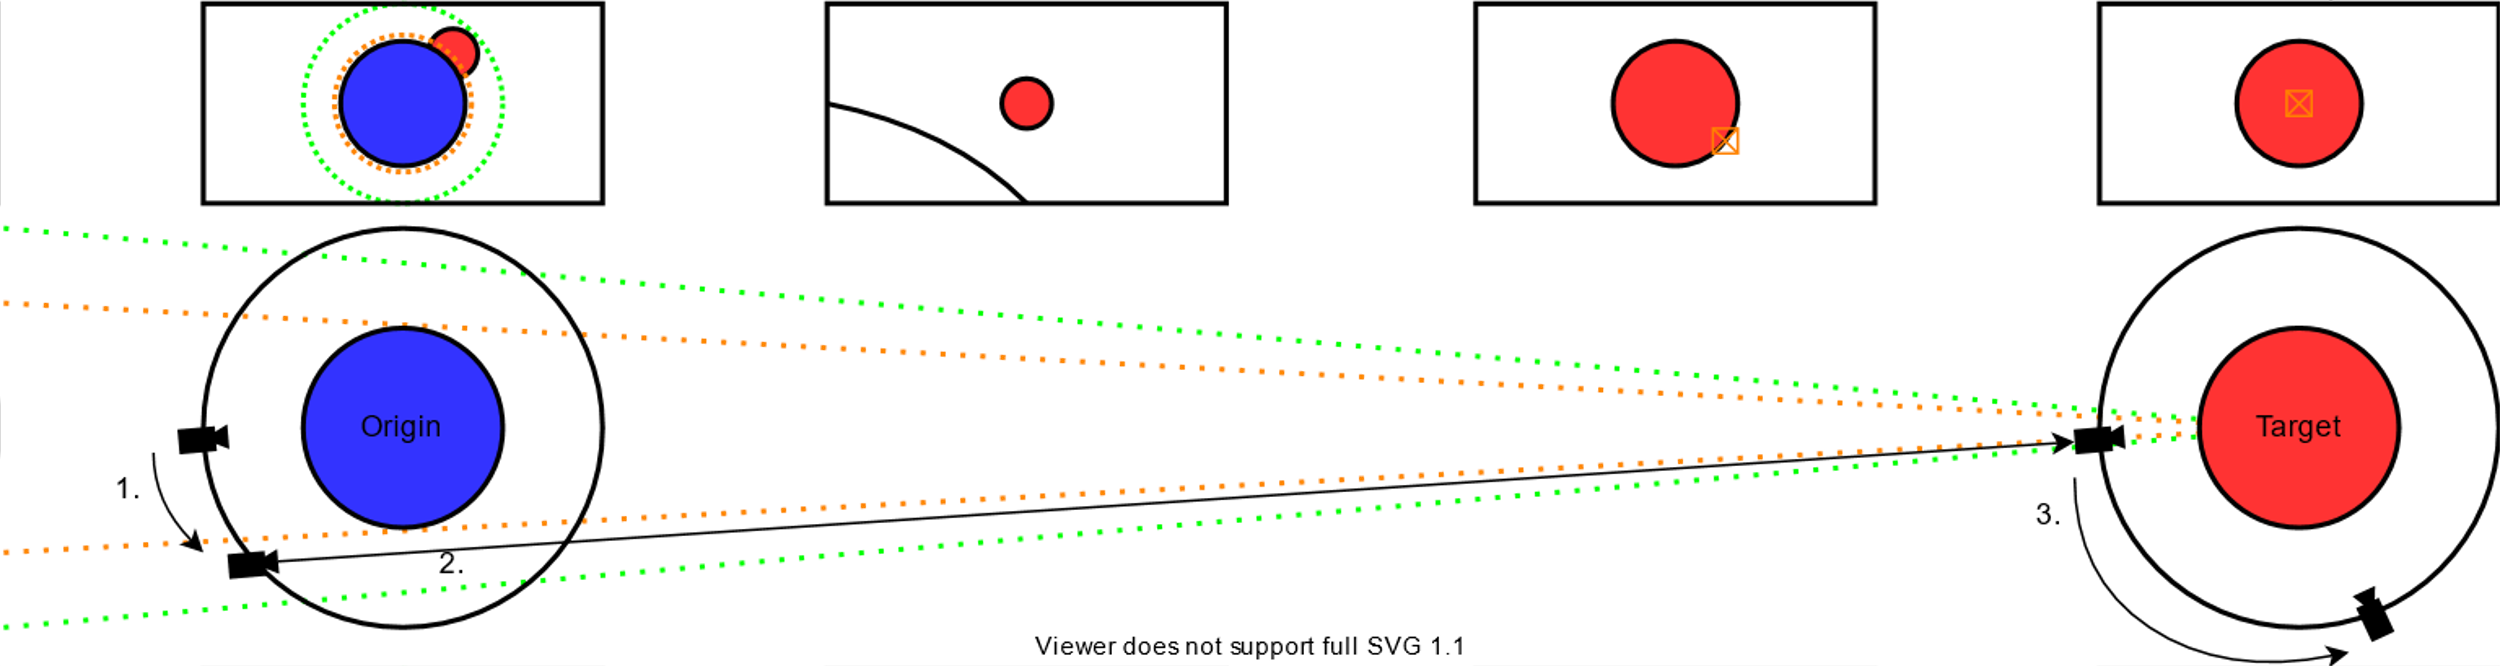 Origin
Target
1.
3.
2.
Viewer does not support full SVG 1.1